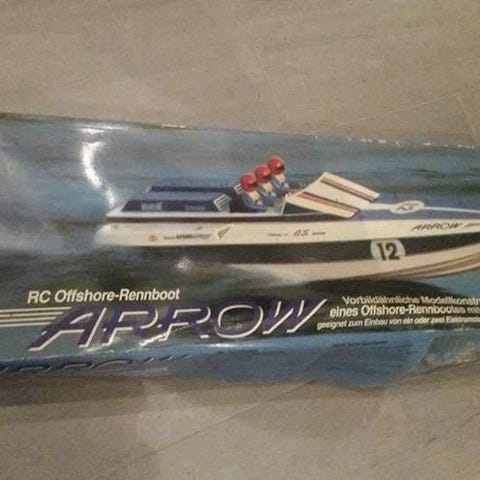 ARROW
12
RC Offshore-Rennboot
ARROW
Vorbildähnliche Modellkonstr
eines Offshore-Rennbootes mit
geeignet zum Einbau von ein oder zwei Elektromo
ARROW